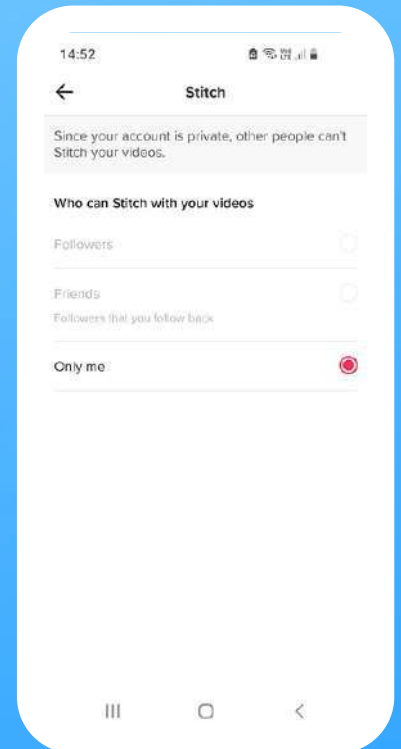 14:52
Stitch
Since your account is private, other people can't
Stitch your videos.
Who can Stitch with your videos
Followers
Friends
Followers that you follow back
Only me